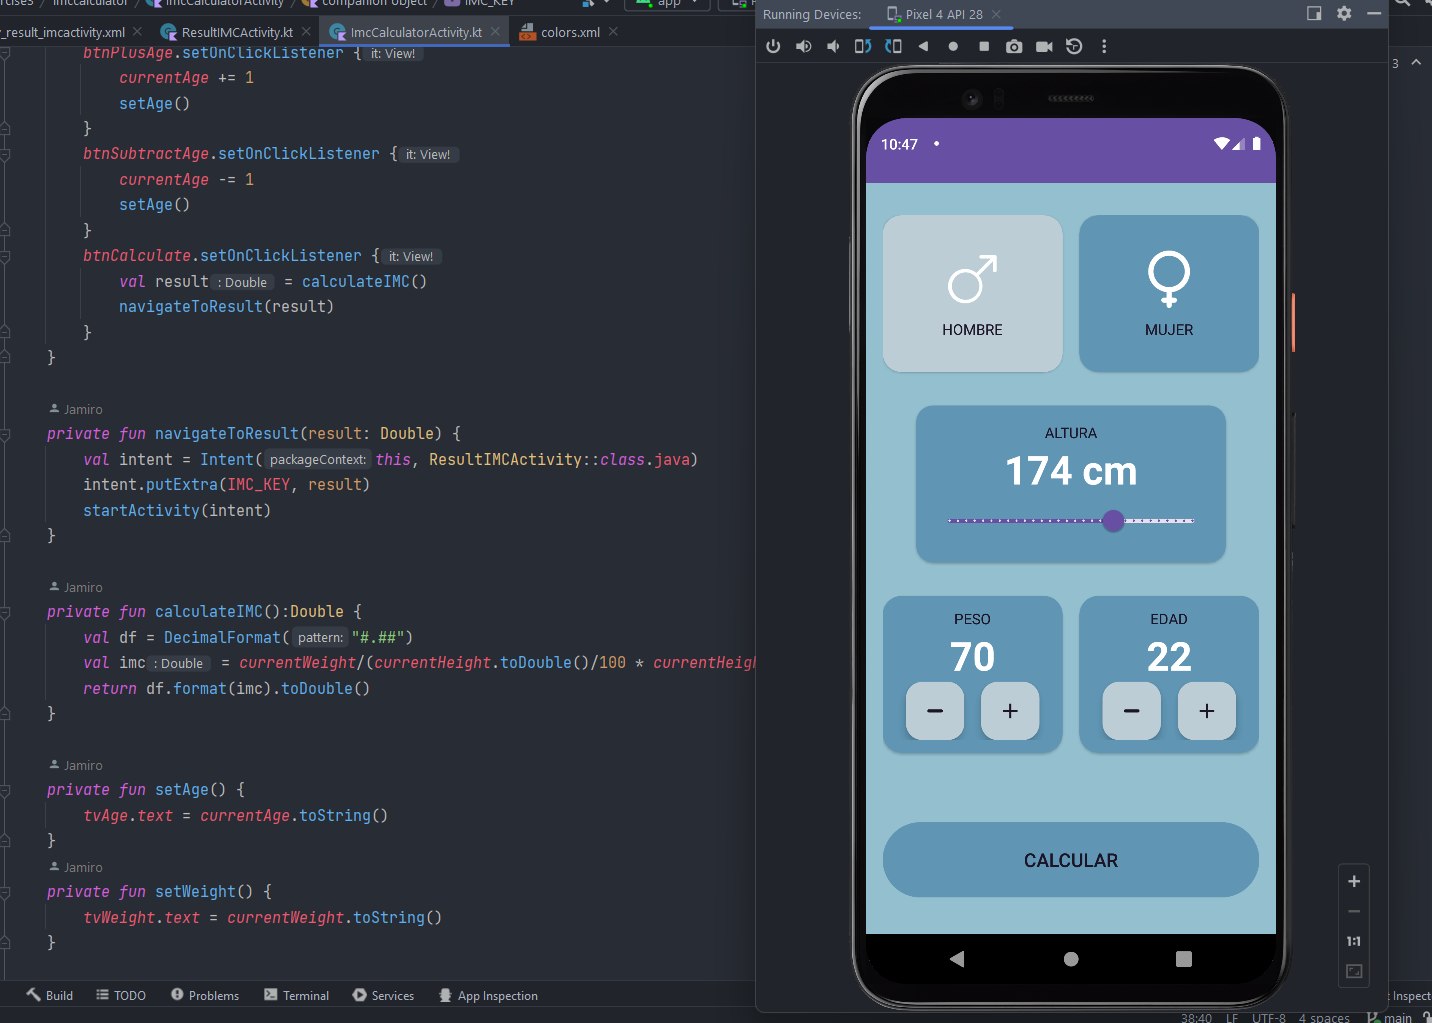 imccalculator / ImcCalculatorActivity / companion object / IMC_KEY
app
_result_imcactivity.xml
ResultIMCActivity.kt
ImcCalculatorActivity.kt
colors.xml
btnPlusAge.setOnClickListener { it: View!
currentAge += 1
setAge()
}
btnSubtractAge.setOnClickListener { it: View!
currentAge -= 1
setAge()
}
btnCalculate.setOnClickListener { it: View!
val result : Double = calculateIMC()
navigateToResult(result)
}
}
Jamiro
private fun navigateToResult(result: Double) {
val intent = Intent( packageContext: this, ResultIMCActivity::class.java)
intent.putExtra(IMC_KEY, result)
startActivity(intent)
}
Jamiro
private fun calculateIMC():Double {
val df = DecimalFormat( pattern: "#.##")
val imc : Double = currentWeight/(currentHeight.toDouble()/100 * currentHeigh
return df.format(imc).toDouble()
}
Jamiro
private fun setAge() {
tvAge.text = currentAge.toString()
}
Jamiro
private fun setWeight() {
tvWeight.text = currentWeight.toString()
}
Build
TODO
Problems
Terminal
Services
App Inspection
Running Devices:
Pixel 4 API 28
3
10:47
HOMBRE
MUJER
ALTURA
174 cm
PESO
70
− +
EDAD
22
− +
CALCULAR
1:1
Inspect
38:40 LF UTF-8 4 spaces main